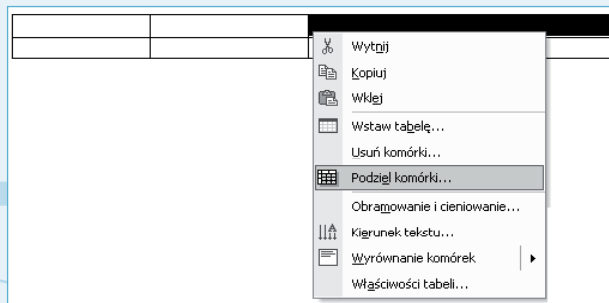 Wytnij
Kopiuj
Wklej
Wstaw tabelę...
Usuń komórki...
Podziel komórki...
Obramowanie i cieniowanie...
Kierunek tekstu...
Wyrównanie komórek
Właściwości tabeli...